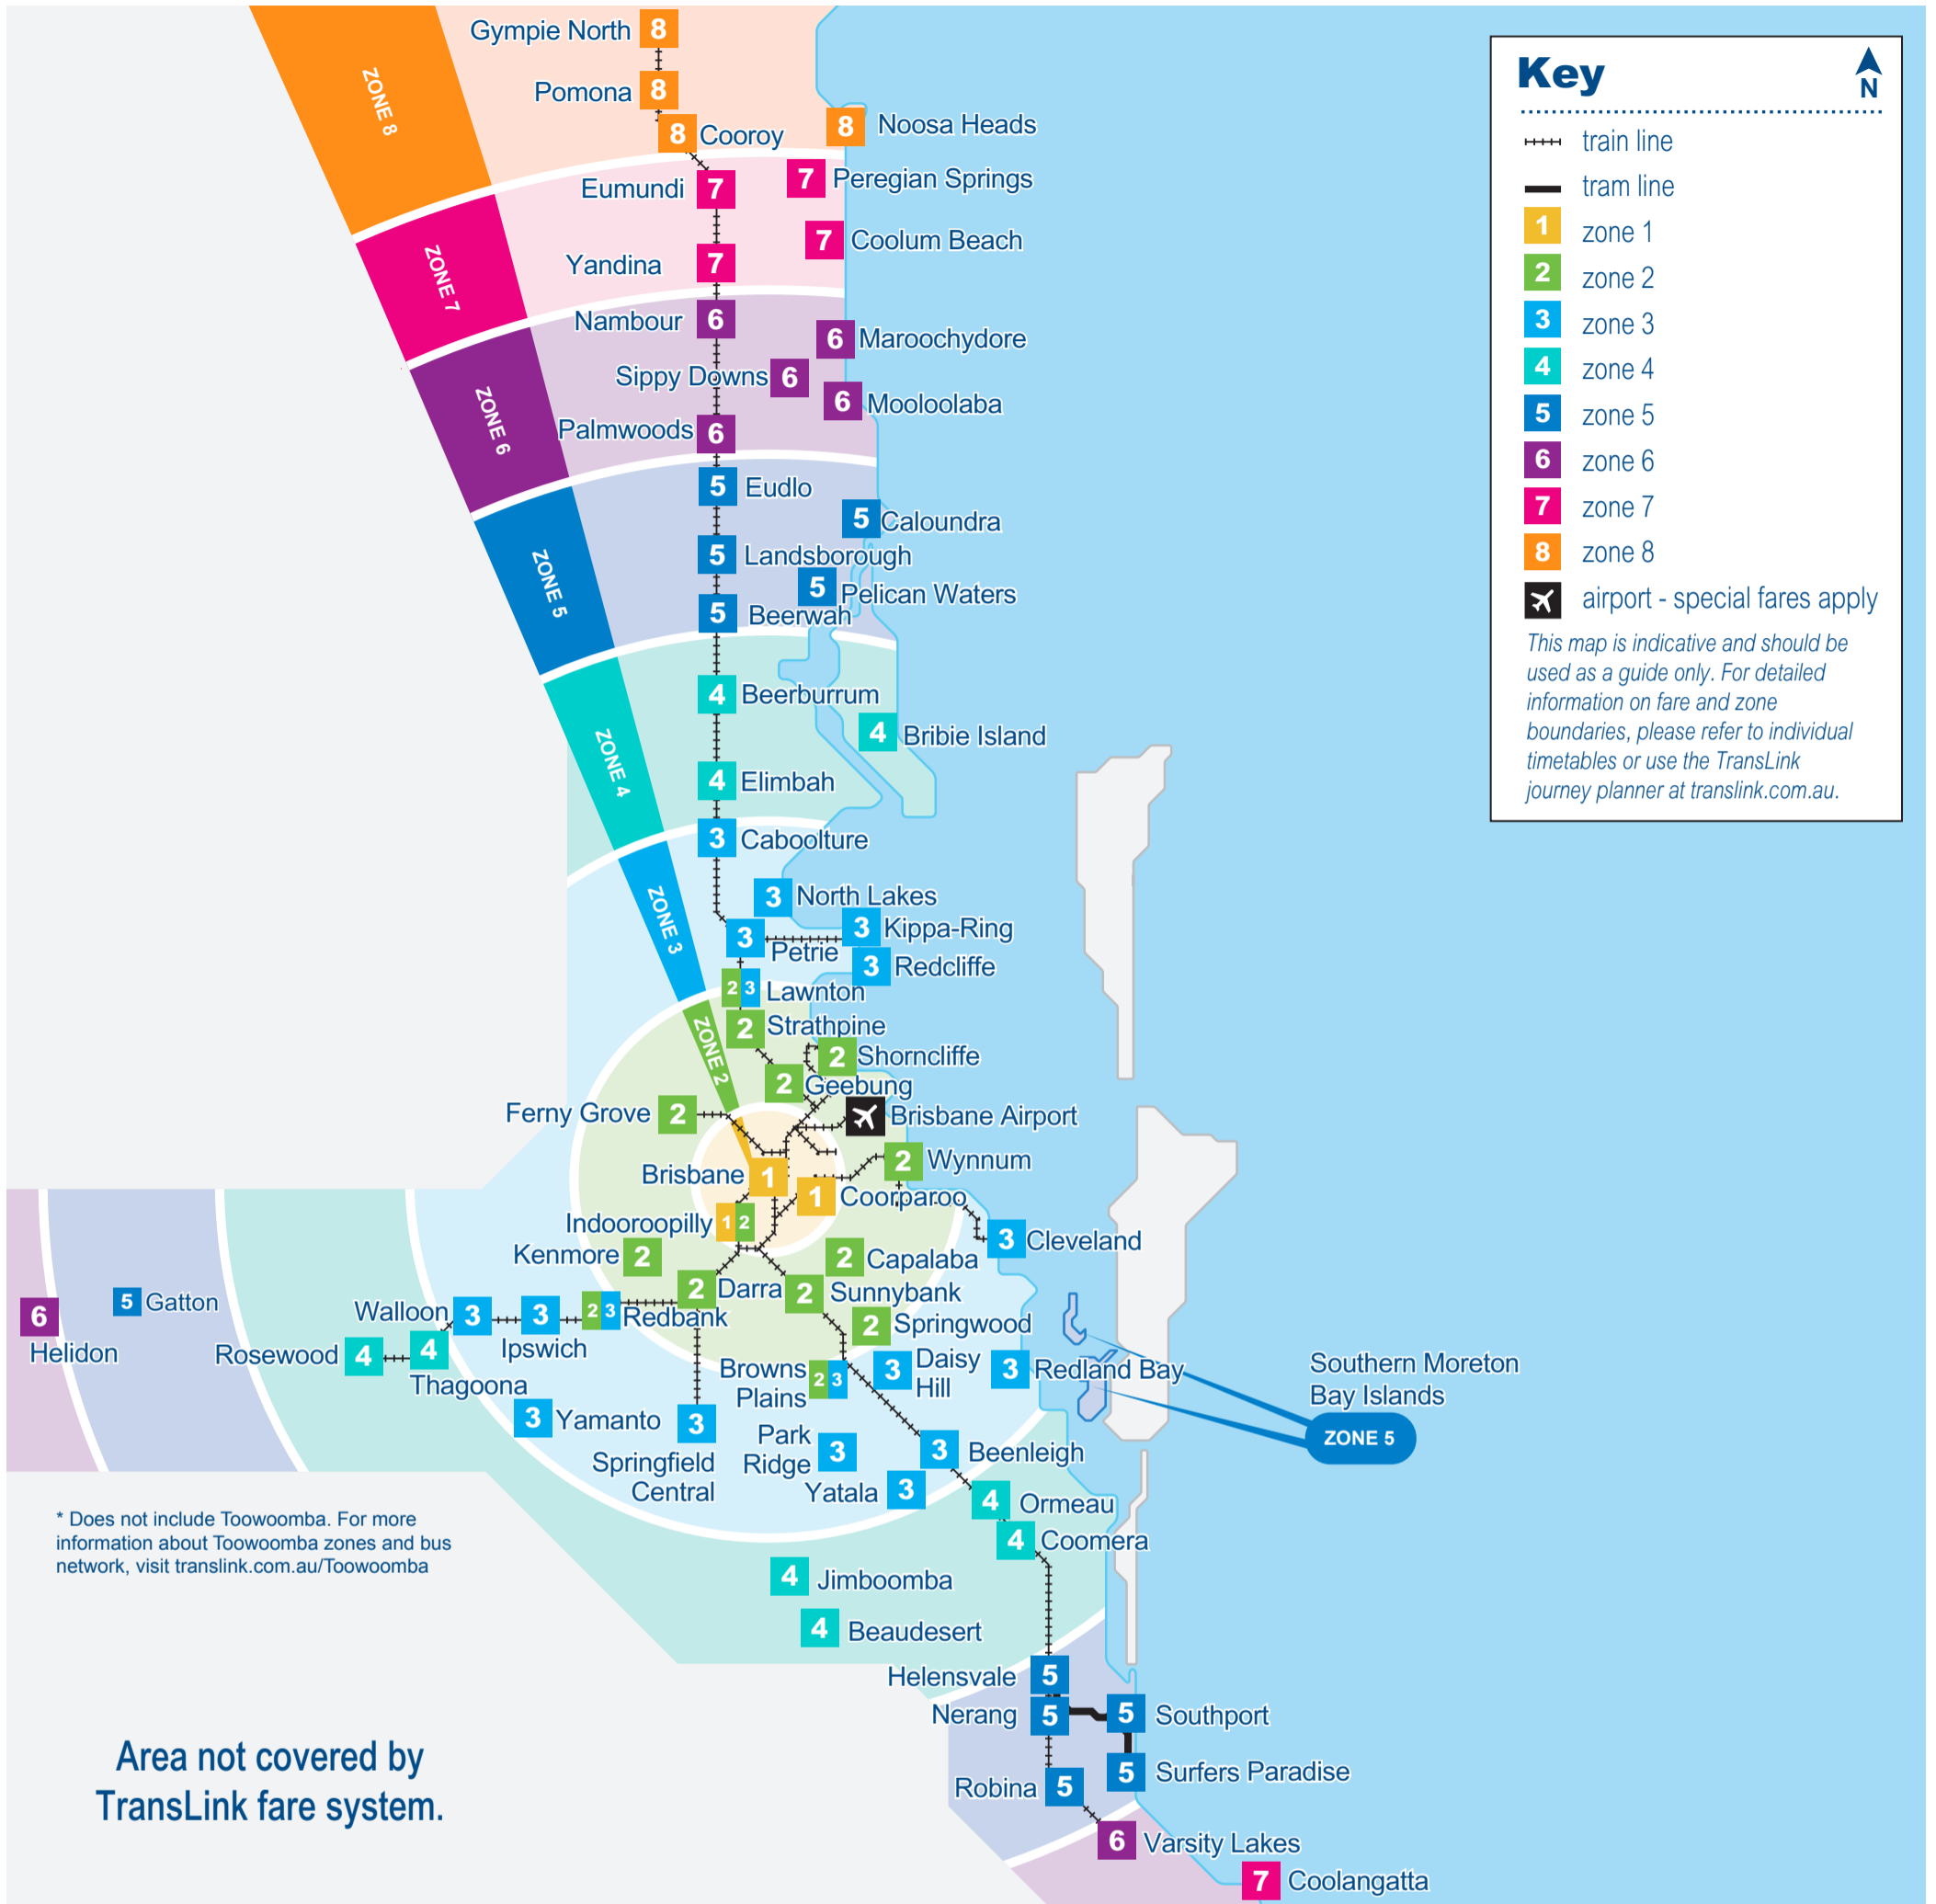 Gympie North 8
Pomona 8
8 Cooroy
8 Noosa Heads
ZONE 8
Eumundi 7
7 Peregian Springs
7 Coolum Beach
Yandina 7
ZONE 7
Nambour 6
6 Maroochydore
Sippy Downs 6
6 Mooloolaba
Palmwoods 6
ZONE 6
5 Eudlo
5 Caloundra
5 Landsborough
5 Pelican Waters
5 Beerwah
ZONE 5
4 Beerburrum
4 Bribie Island
4 Elimbah
ZONE 4
3 Caboolture
3 North Lakes
3 Kippa-Ring
3 Petrie
3 Redcliffe
ZONE 3
2 3 Lawnton
2 Strathpine
2 Shorncliffe
2 Geebung
ZONE 2
Ferny Grove 2
Brisbane Airport
2 Wynnum
Brisbane 1
1 Coorparoo
Indooroopilly 1 2
3 Cleveland
Kenmore 2
2 Capalaba
2 Darra
2 Sunnybank
5 Gatton
6
Helidon
Walloon 3
3
Ipswich
2 3 Redbank
2 Springwood
Rosewood 4
4
Thagoona
Browns
Plains 2 3
3 Daisy
Hill
3 Redland Bay
Southern Moreton
Bay Islands
ZONE 5
3 Yamanto
3
Springfield
Central
Park
Ridge 3
3 Beenleigh
Yatala 3
4 Ormeau
4 Coomera
4 Jimboomba
4 Beaudesert
Helensvale 5
Nerang 5
5 Southport
5 Surfers Paradise
Robina 5
6 Varsity Lakes
7 Coolangatta
* Does not include Toowoomba. For more
information about Toowoomba zones and bus
network, visit translink.com.au/Toowoomba
Area not covered by
TransLink fare system.
Key
N
train line
tram line
1 zone 1
2 zone 2
3 zone 3
4 zone 4
5 zone 5
6 zone 6
7 zone 7
8 zone 8
airport - special fares apply
This map is indicative and should be
used as a guide only. For detailed
information on fare and zone
boundaries, please refer to individual
timetables or use the TransLink
journey planner at translink.com.au.